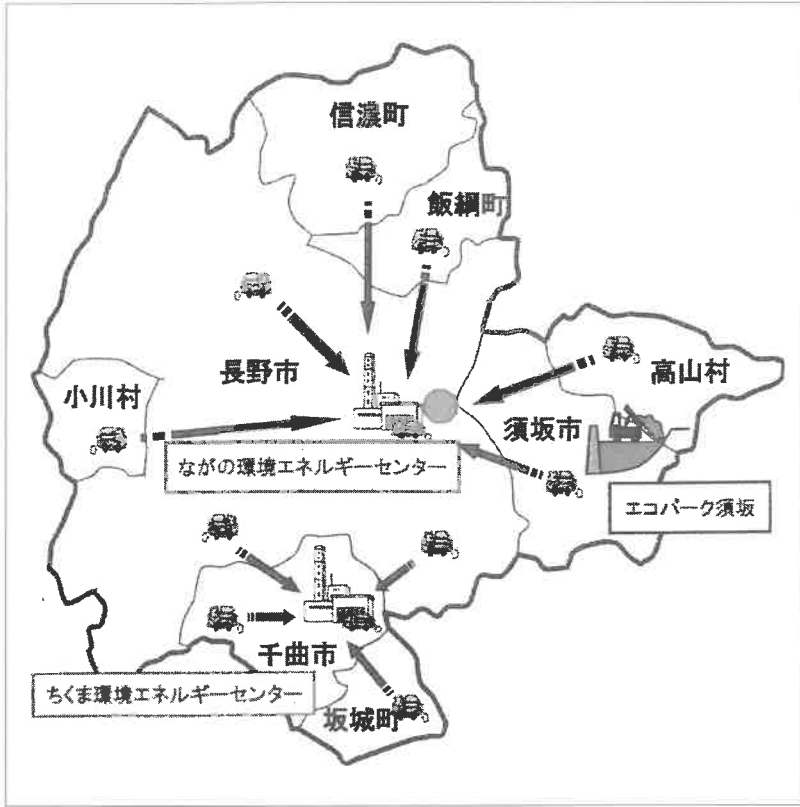 信濃町
飯綱町
長野市
高山村
小川村
須坂市
ながの環境エネルギーセンター
エコパーク須坂
千曲市
ちくま環境エネルギーセンター
坂城町